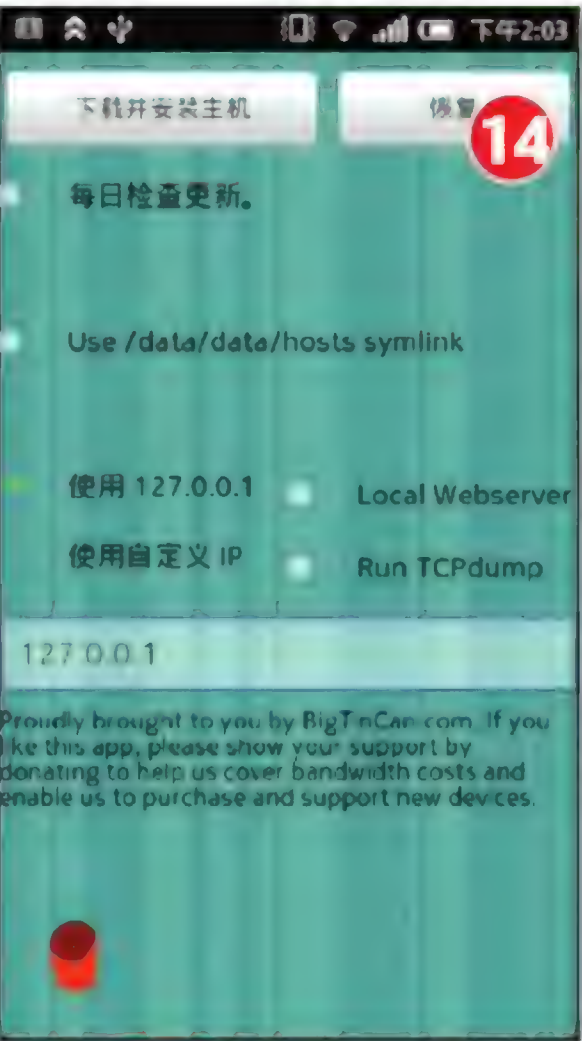 下午2:03
下载并安装主机
恢复
14
每日检查更新。
Use /data/data/hosts symlink
使用 127.0.0.1
Local Webserver
使用自定义 IP
Run TCPdump
127.0.0.1
Proudly brought to you by BigTinCan.com. If you
like this app, please show your support by
donating to help us cover bandwidth costs and
enable us to purchase and support new devices.